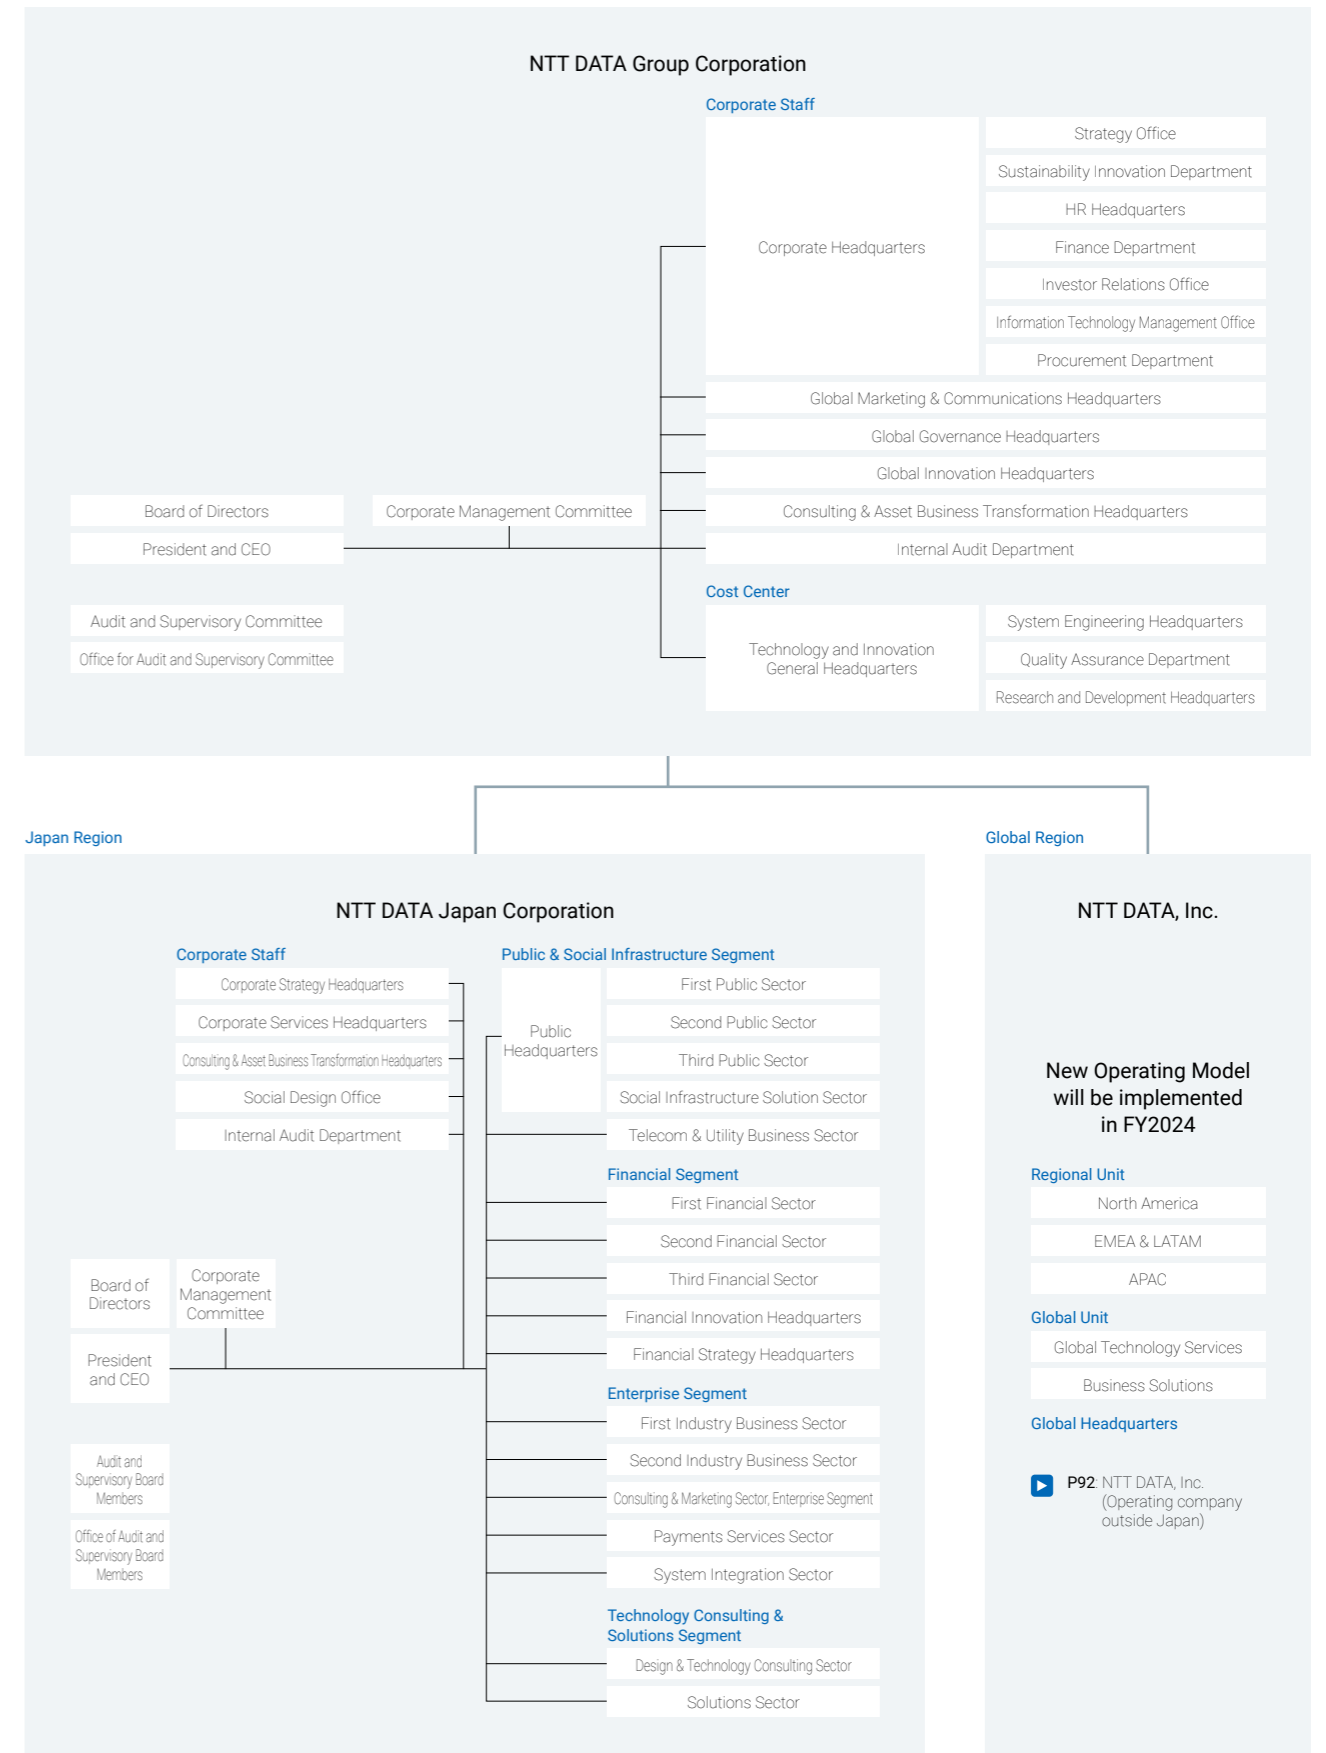 NTT DATA Group Corporation
Corporate Staff
Corporate Headquarters
Strategy Office
Sustainability Innovation Department
HR Headquarters
Finance Department
Investor Relations Office
Information Technology Management Office
Procurement Department
Global Marketing & Communications Headquarters
Global Governance Headquarters
Global Innovation Headquarters
Consulting & Asset Business Transformation Headquarters
Internal Audit Department
Board of Directors
Corporate Management Committee
President and CEO
Audit and Supervisory Committee
Office for Audit and Supervisory Committee
Cost Center
Technology and Innovation
General Headquarters
System Engineering Headquarters
Quality Assurance Department
Research and Development Headquarters
Japan Region
NTT DATA Japan Corporation
Corporate Staff
Corporate Strategy Headquarters
Corporate Services Headquarters
Consulting & Asset Business Transformation Headquarters
Social Design Office
Internal Audit Department
Board of
Directors
Corporate
Management
Committee
President
and CEO
Audit and
Supervisory Board
Members
Office of Audit and
Supervisory Board
Members
Public & Social Infrastructure Segment
Public
Headquarters
First Public Sector
Second Public Sector
Third Public Sector
Social Infrastructure Solution Sector
Telecom & Utility Business Sector
Financial Segment
First Financial Sector
Second Financial Sector
Third Financial Sector
Financial Innovation Headquarters
Financial Strategy Headquarters
Enterprise Segment
First Industry Business Sector
Second Industry Business Sector
Consulting & Marketing Sector, Enterprise Segment
Payments Services Sector
System Integration Sector
Technology Consulting &
Solutions Segment
Design & Technology Consulting Sector
Solutions Sector
Global Region
NTT DATA, Inc.
New Operating Model
will be implemented
in FY2024
Regional Unit
North America
EMEA & LATAM
APAC
Global Unit
Global Technology Services
Business Solutions
Global Headquarters
P92: NTT DATA, Inc.
(Operating company
outside Japan)